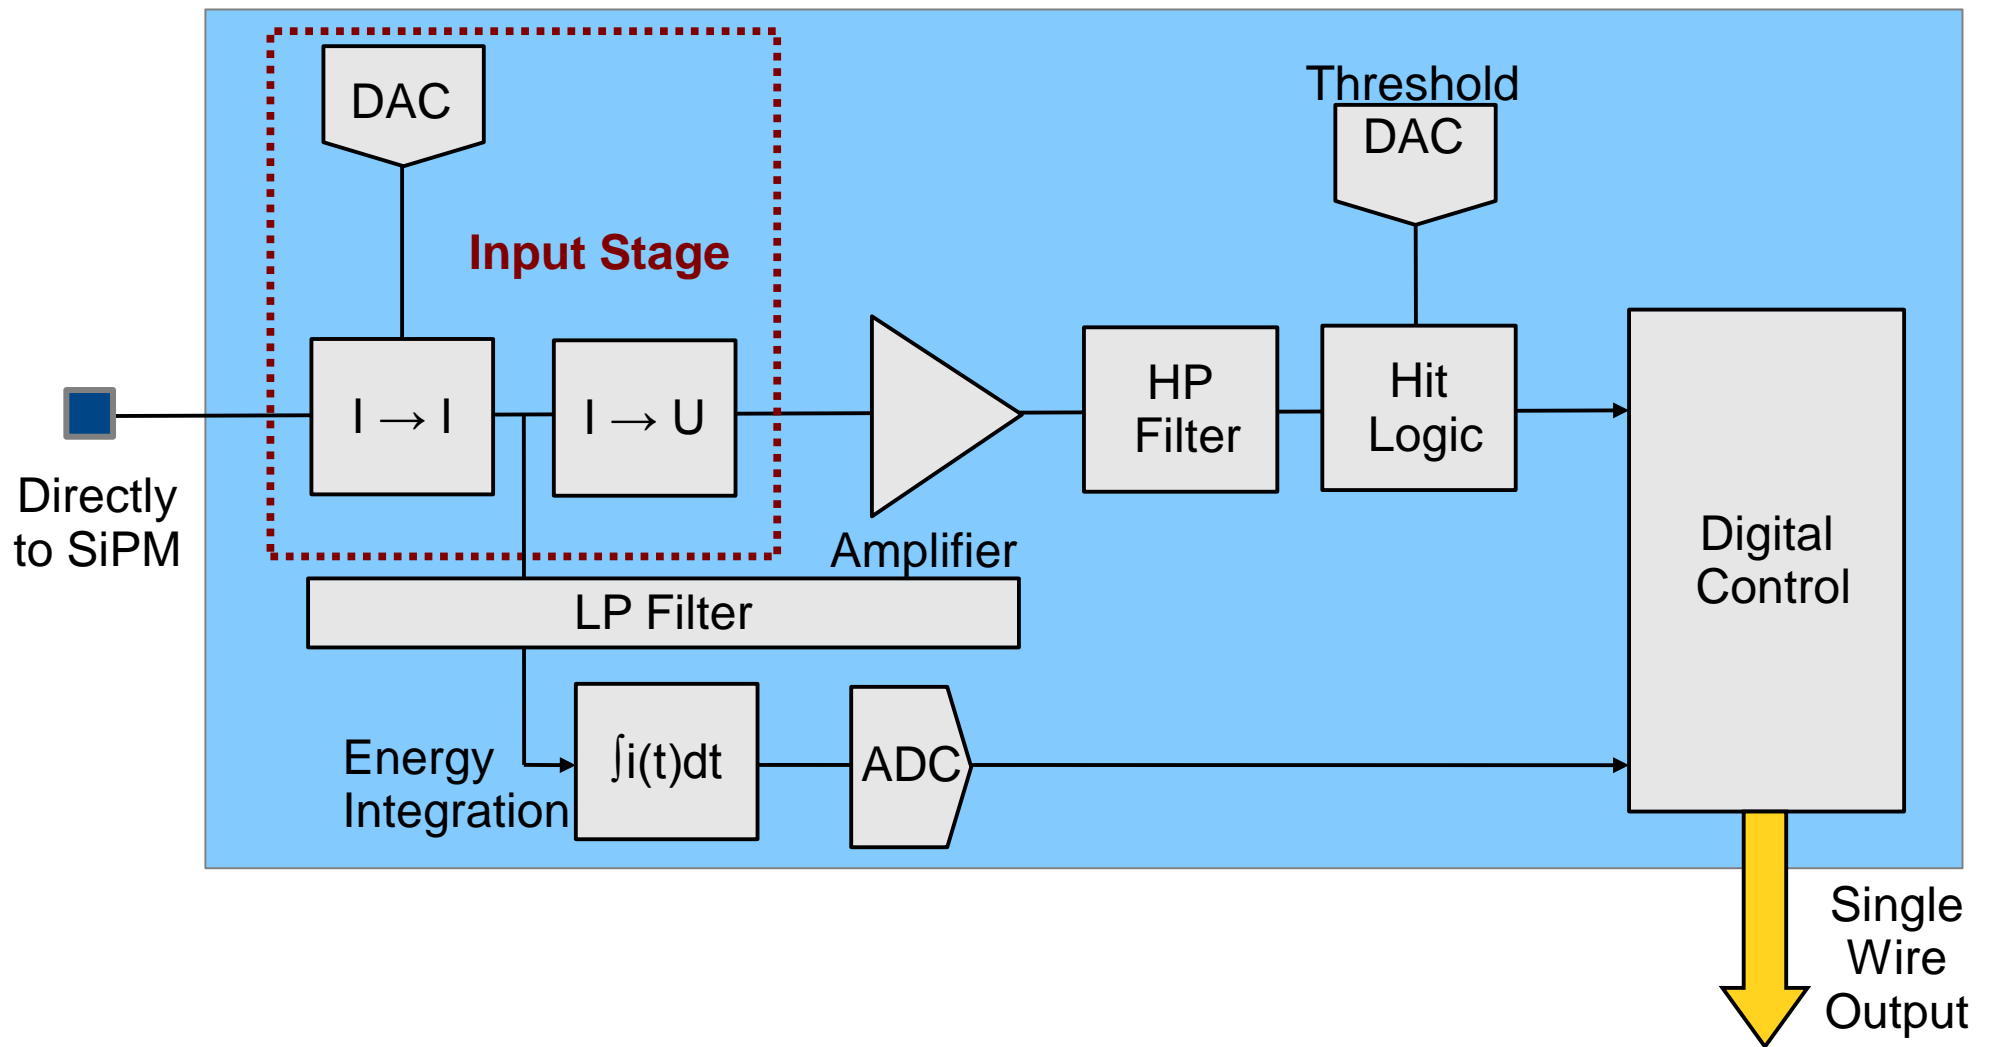 DAC
Threshold
DAC
Input Stage
I → I
I → U
HP
Filter
Hit
Logic
Directly
to SiPM
Amplifier
Digital
Control
LP Filter
Energy
Integration
∫i(t)dt
ADC
Single
Wire
Output